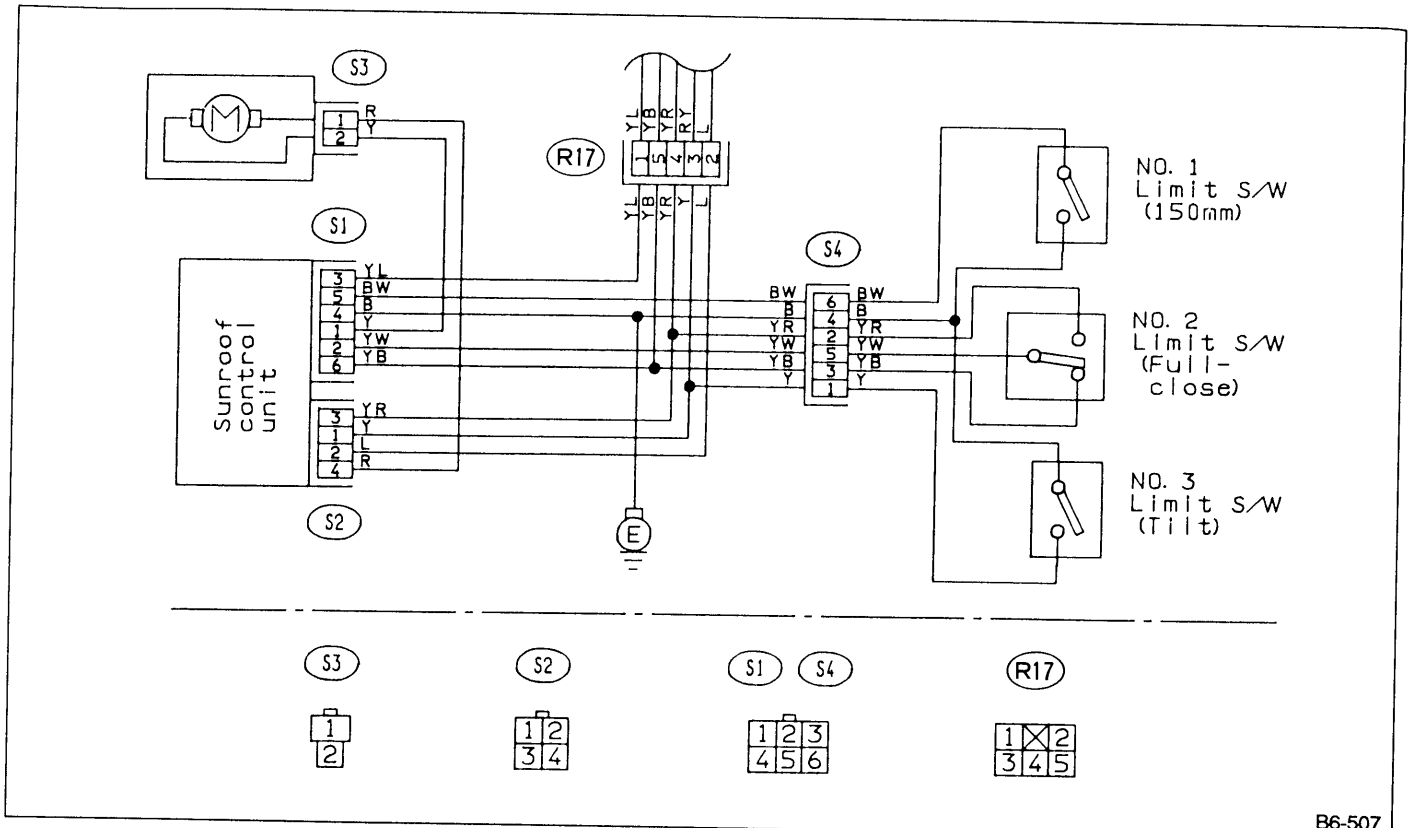 S3
M
1 R
2 Y
YL YB YR RY L
R17
1 5 4 3 2
YL YB YR Y L
S1
Sunroof
control
unit
3 YL
5 BW
4 B
1 Y
2 YW
6 YB
3 YR
1 Y
2 L
4 R
S2
E
S4
BW 6 BW
B 4 B
YR 2 YR
YW 5 YW
YB 3 YB
Y 1 Y
NO. 1
Limit S/W
(150mm)
NO. 2
Limit S/W
(Full-
close)
NO. 3
Limit S/W
(Tilt)
S3
1
2
S2
1 2
3 4
S1 S4
1 2 3
4 5 6
R17
1 2
3 4 5
B6-507